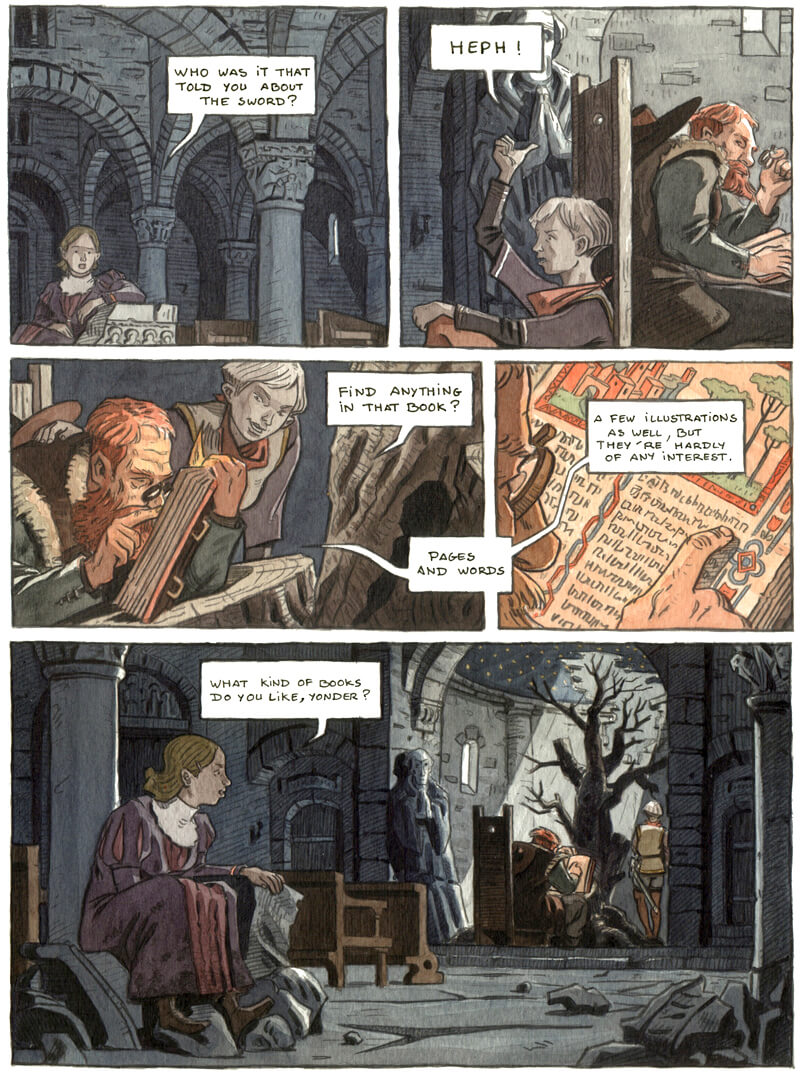 WHO WAS IT THAT
TOLD YOU ABOUT
THE SWORD?
HEPH!
FIND ANYTHING
IN THAT BOOK?
PAGES
AND WORDS
A FEW ILLUSTRATIONS
AS WELL, BUT
THEY'RE HARDLY
OF ANY INTEREST.
WHAT KIND OF BOOKS
DO YOU LIKE, YONDER?